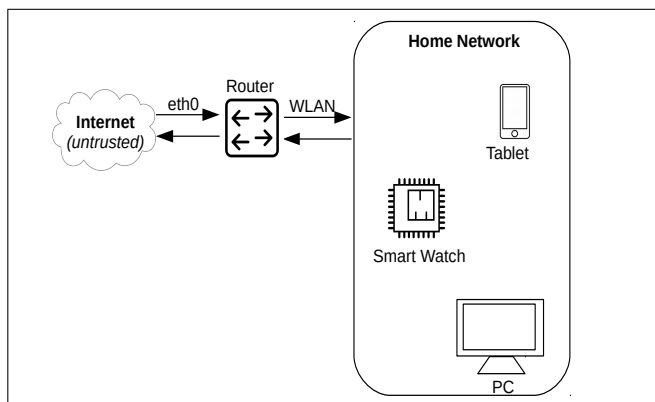 Home Network
Router
eth0
WLAN
Internet
(untrusted)
Tablet
Smart Watch
PC